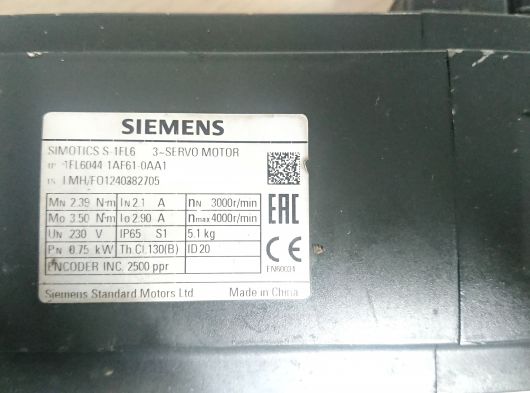 SIEMENS
SIMOTICS S-1FL6 3~SERVO MOTOR
1P 1FL6044-1AF61-0AA1
1S LMH/F01240382705
MN 2.39 N·m IN 2.1 A nN 3000r/min
M0 3.50 N·m I0 2.90 A nmax 4000r/min
UN 230 V IP65 S1 5.1 kg
PN 0.75 kW Th Cl 130(B) ID 20
ENCODER INC. 2500 ppr
EAC
CE
EN60034
Siemens Standard Motors Ltd Made in China